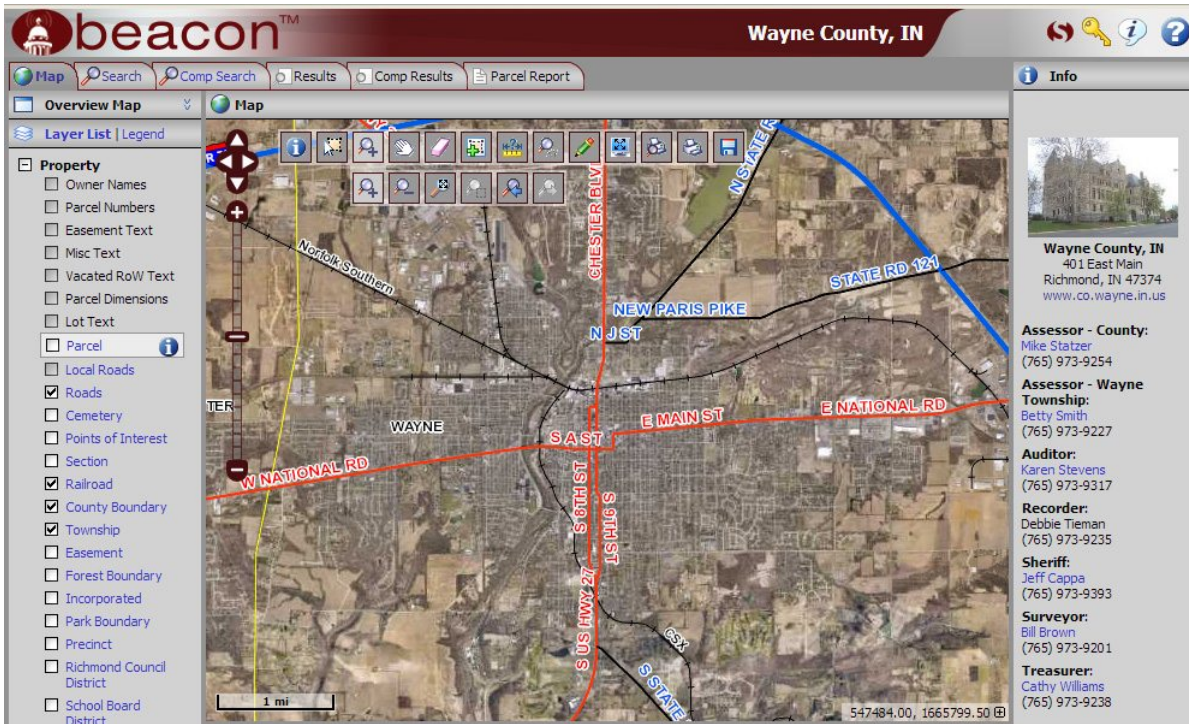 beacon™
Wayne County, IN
Map
Search
Comp Search
Results
Comp Results
Parcel Report
Info
Overview Map
Map
Layer List | Legend
Property
Owner Names
Parcel Numbers
Easement Text
Misc Text
Vacated RoW Text
Parcel Dimensions
Lot Text
Parcel
Local Roads
Roads
Cemetery
Points of Interest
Section
Railroad
County Boundary
Township
Easement
Forest Boundary
Incorporated
Park Boundary
Precinct
Richmond Council
District
School Board
District
CHESTER BLV
N STATE R
Norfolk Southern
STATE RD 121
NEW PARIS PIKE
N J ST
TER
WAYNE
E MAIN ST
E NATIONAL RD
S A ST
W NATIONAL RD
S 8TH ST
S 9TH ST
S US HWY 27
CSX
S STATE
1 mi
547484.00, 1665799.50
Wayne County, IN
401 East Main
Richmond, IN 47374
www.co.wayne.in.us
Assessor - County:
Mike Statzer
(765) 973-9254
Assessor - Wayne
Township:
Betty Smith
(765) 973-9227
Auditor:
Karen Stevens
(765) 973-9317
Recorder:
Debbie Tieman
(765) 973-9235
Sheriff:
Jeff Cappa
(765) 973-9393
Surveyor:
Bill Brown
(765) 973-9201
Treasurer:
Cathy Williams
(765) 973-9238